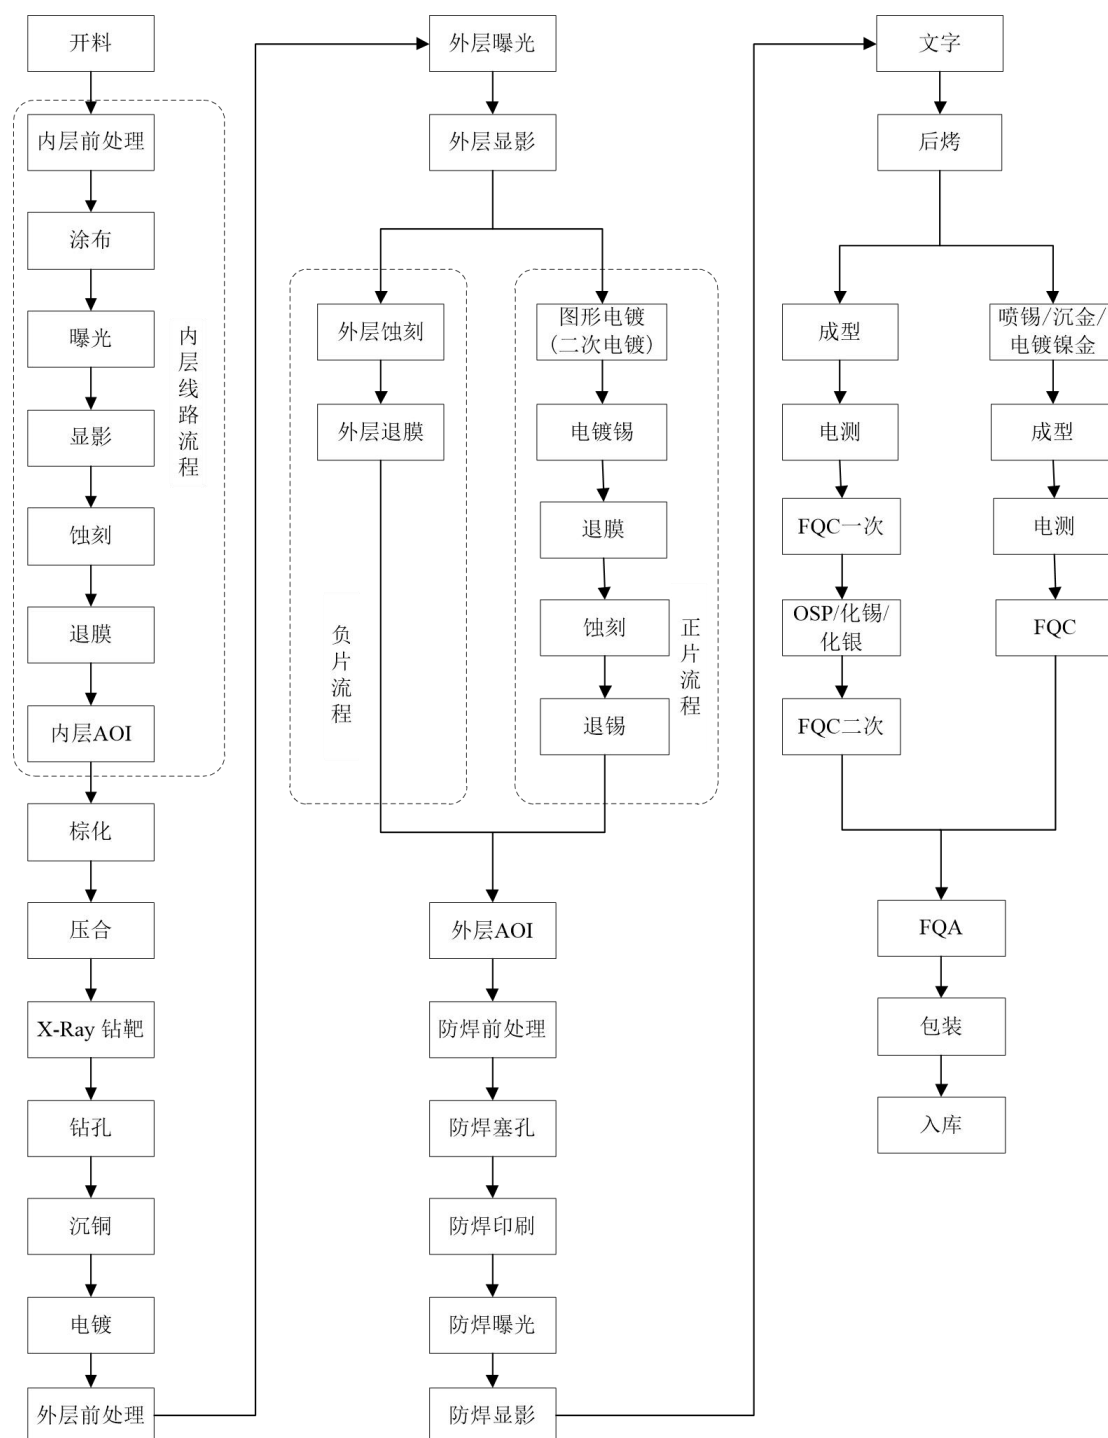 开料
内层前处理
涂布
曝光
显影
蚀刻
退膜
内层AOI
内层线路流程
棕化
压合
X-Ray 钻靶
钻孔
沉铜
电镀
外层前处理
外层曝光
外层显影
外层蚀刻
外层退膜
负片流程
图形电镀
(二次电镀)
电镀锡
退膜
蚀刻
退锡
正片流程
外层AOI
防焊前处理
防焊塞孔
防焊印刷
防焊曝光
防焊显影
文字
后烤
成型
电测
FQC一次
OSP/化锡/
化银
FQC二次
喷锡/沉金/
电镀镍金
成型
电测
FQC
FQA
包装
入库